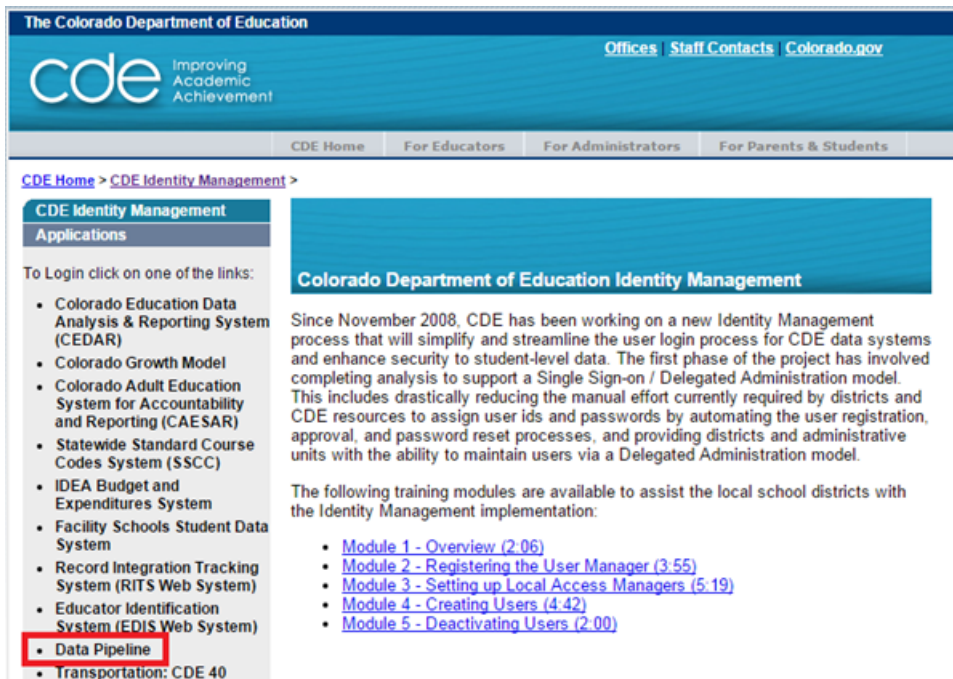 The Colorado Department of Education
Offices | Staff Contacts | Colorado.gov
cde Improving
Academic
Achievement
CDE Home For Educators For Administrators For Parents & Students
CDE Home > CDE Identity Management >
CDE Identity Management
Applications
To Login click on one of the links:
• Colorado Education Data
Analysis & Reporting System
(CEDAR)
• Colorado Growth Model
• Colorado Adult Education
System for Accountability
and Reporting (CAESAR)
• Statewide Standard Course
Codes System (SSCC)
• IDEA Budget and
Expenditures System
• Facility Schools Student Data
System
• Record Integration Tracking
System (RITS Web System)
• Educator Identification
System (EDIS Web System)
• Data Pipeline
• Transportation: CDE 40
Colorado Department of Education Identity Management
Since November 2008, CDE has been working on a new Identity Management
process that will simplify and streamline the user login process for CDE data systems
and enhance security to student-level data. The first phase of the project has involved
completing analysis to support a Single Sign-on / Delegated Administration model.
This includes drastically reducing the manual effort currently required by districts and
CDE resources to assign user ids and passwords by automating the user registration,
approval, and password reset processes, and providing districts and administrative
units with the ability to maintain users via a Delegated Administration model.
The following training modules are available to assist the local school districts with
the Identity Management implementation:
• Module 1 - Overview (2:06)
• Module 2 - Registering the User Manager (3:55)
• Module 3 - Setting up Local Access Managers (5:19)
• Module 4 - Creating Users (4:42)
• Module 5 - Deactivating Users (2:00)